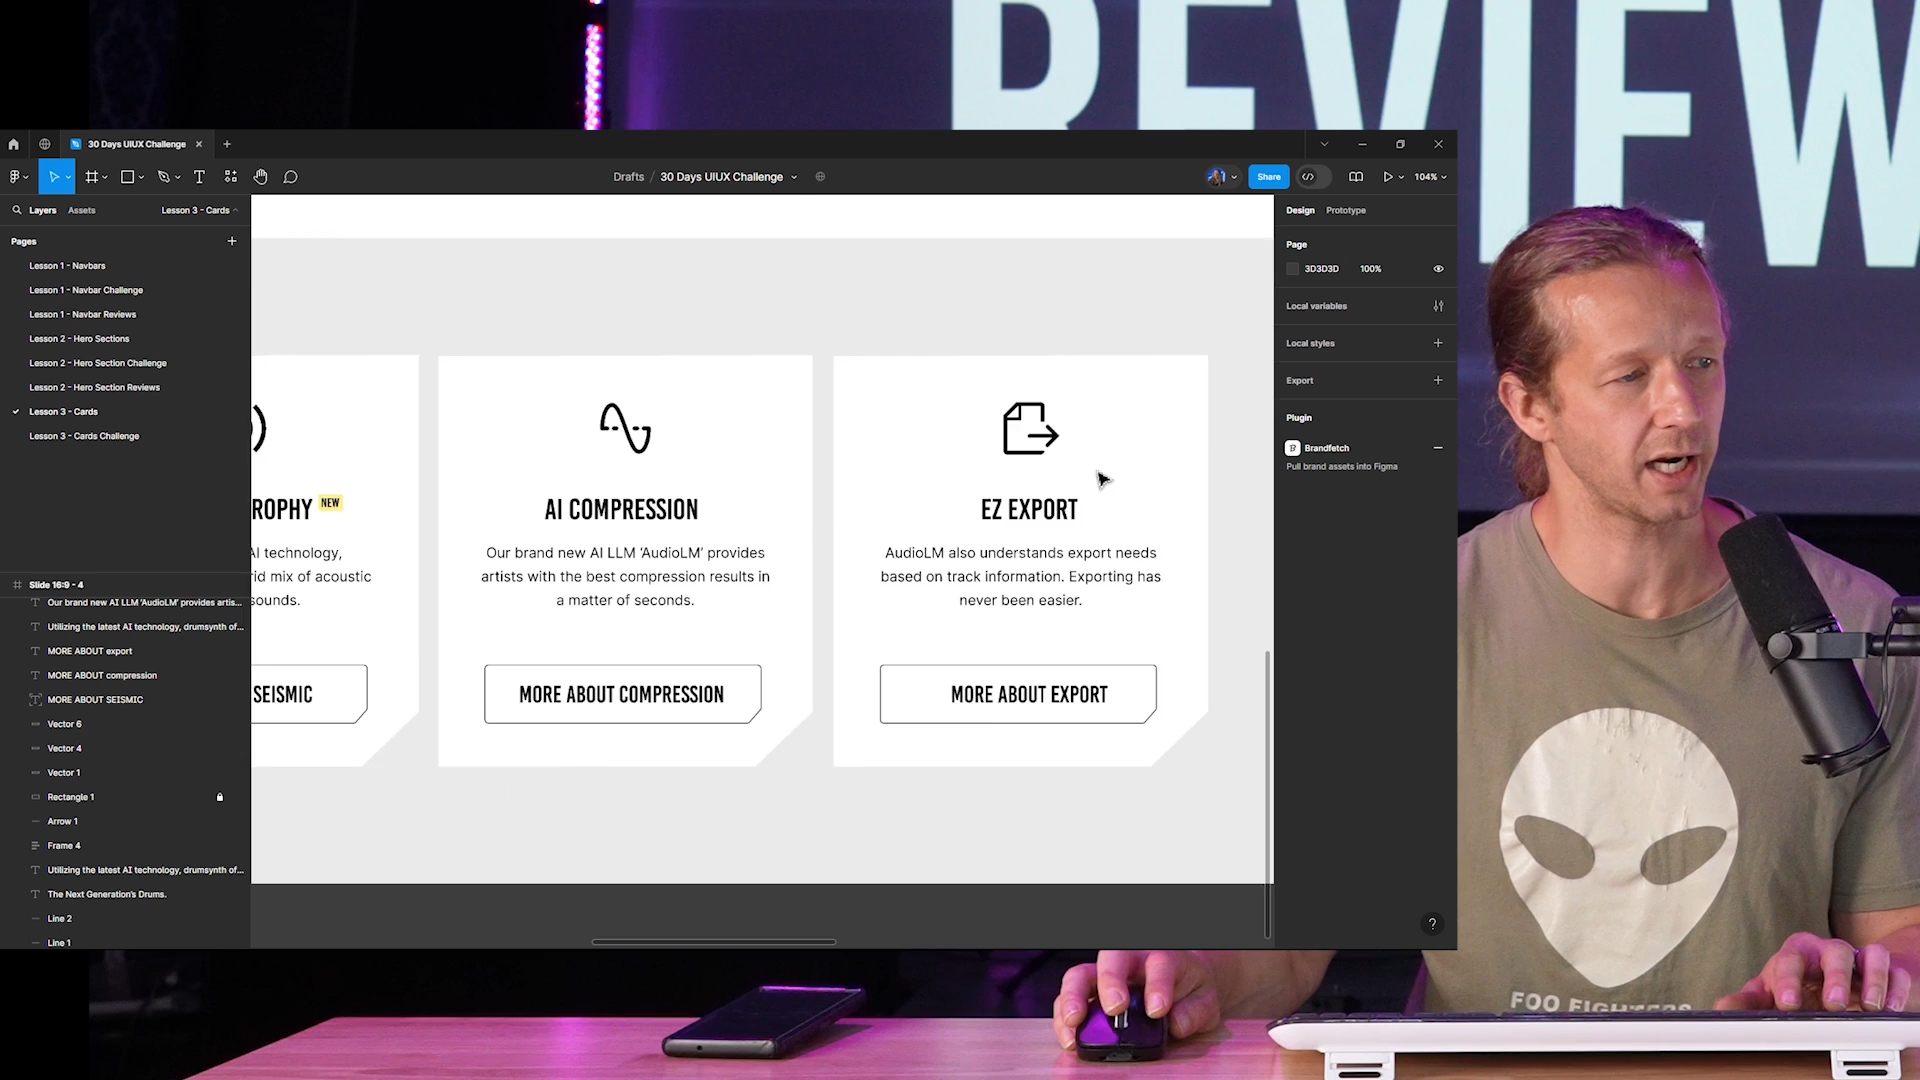 REVIEW
30 Days UIUX Challenge
Drafts / 30 Days UIUX Challenge
Share
104%
Layers
Assets
Lesson 3 - Cards
Pages
Lesson 1 - Navbars
Lesson 1 - Navbar Challenge
Lesson 1 - Navbar Reviews
Lesson 2 - Hero Sections
Lesson 2 - Hero Section Challenge
Lesson 2 - Hero Section Reviews
Lesson 3 - Cards
Lesson 3 - Cards Challenge
Slide 16:9 - 4
Our brand new AI LLM ‘AudioLM’ provides artis...
Utilizing the latest AI technology, drumsynth of...
MORE ABOUT export
MORE ABOUT compression
MORE ABOUT SEISMIC
Vector 6
Vector 4
Vector 1
Rectangle 1
Arrow 1
Frame 4
Utilizing the latest AI technology, drumsynth of...
The Next Generation's Drums.
Line 2
Line 1
ROPHY NEW
AI technology,
rid mix of acoustic
sounds.
SEISMIC
AI COMPRESSION
Our brand new AI LLM ‘AudioLM’ provides
artists with the best compression results in
a matter of seconds.
MORE ABOUT COMPRESSION
EZ EXPORT
AudioLM also understands export needs
based on track information. Exporting has
never been easier.
MORE ABOUT EXPORT
Design
Prototype
Page
3D3D3D 100%
Local variables
Local styles
Export
Plugin
Brandfetch
Pull brand assets into Figma
?
FOO FIGHTERS